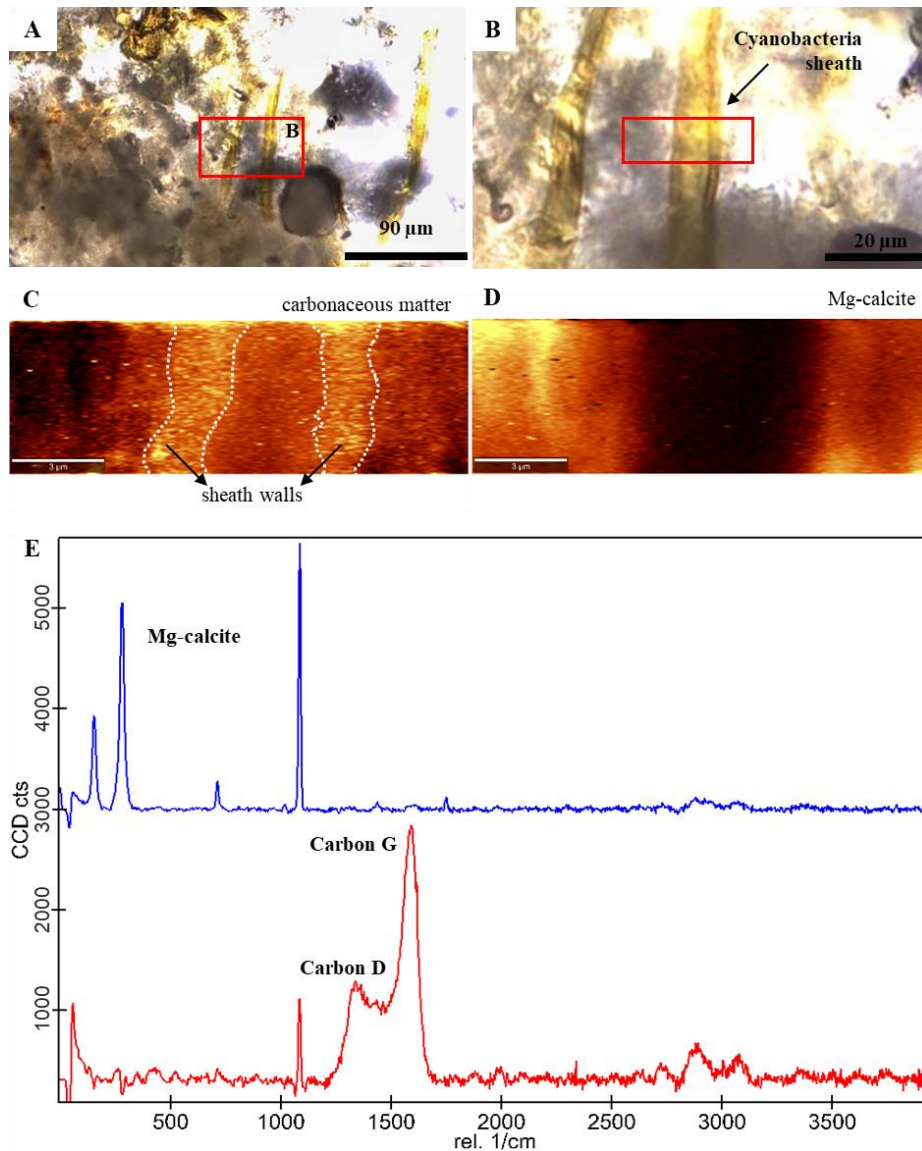 A
B
90 µm
B
Cyanobacteria
sheath
20 µm
C
carbonaceous matter
3 µm
sheath walls
D
Mg-calcite
3 µm
E
CCD cts
5000
4000
3000
2000
1000
Mg-calcite
Carbon G
Carbon D
500
1000
1500
2000
2500
3000
3500
rel. 1/cm